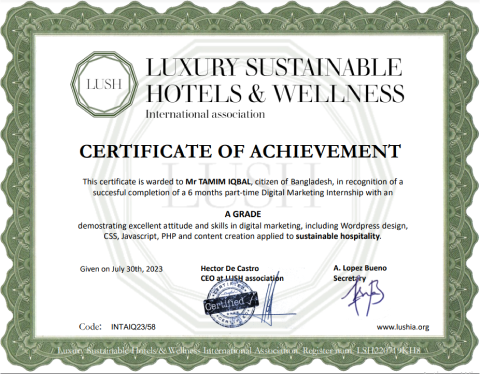 LUSH
LUXURY SUSTAINABLE
HOTELS & WELLNESS
International association
CERTIFICATE OF ACHIEVEMENT
This certificate is warded to Mr TAMIM IQBAL, citizen of Bangladesh, in recognition of a
succesful completion of a 6 months part-time Digital Marketing Internship with an
A GRADE
demostrating excellent attitude and skills in digital marketing, including Wordpress design,
CSS, Javascript, PHP and content creation applied to sustainable hospitality.
Given on July 30th, 2023
Hector De Castro
CEO at LUSH association
A. Lopez Bueno
Secretary
Certified
Code: INTAIQ23/58
www.lushia.org
Luxury Sustainable Hotels & Wellness International Association. Register num.